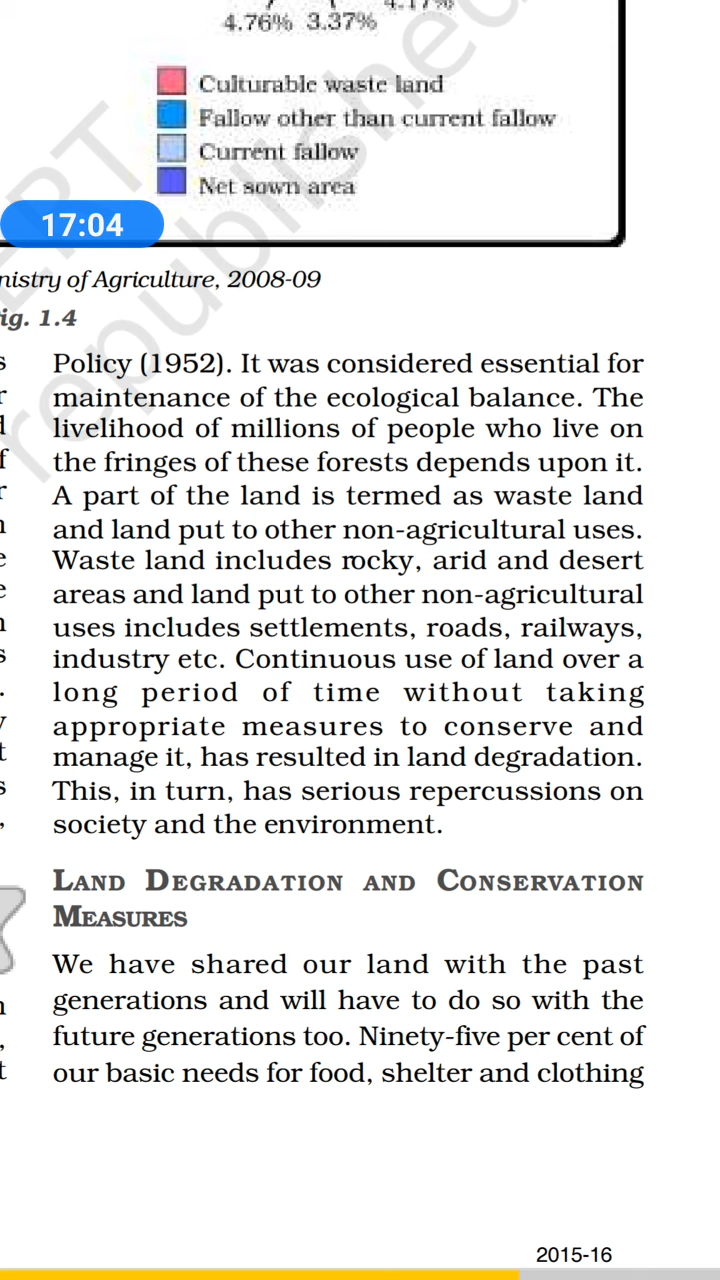 4.17%
4.76% 3.37%
Culturable waste land
Fallow other than current fallow
Current fallow
Net sown area
17:04
nistry of Agriculture, 2008-09
ig. 1.4
Policy (1952). It was considered essential for
maintenance of the ecological balance. The
livelihood of millions of people who live on
the fringes of these forests depends upon it.
A part of the land is termed as waste land
and land put to other non-agricultural uses.
Waste land includes rocky, arid and desert
areas and land put to other non-agricultural
uses includes settlements, roads, railways,
industry etc. Continuous use of land over a
long period of time without taking
appropriate measures to conserve and
manage it, has resulted in land degradation.
This, in turn, has serious repercussions on
society and the environment.
LAND DEGRADATION AND CONSERVATION
MEASURES
We have shared our land with the past
generations and will have to do so with the
future generations too. Ninety-five per cent of
our basic needs for food, shelter and clothing
2015-16
ERT
republished